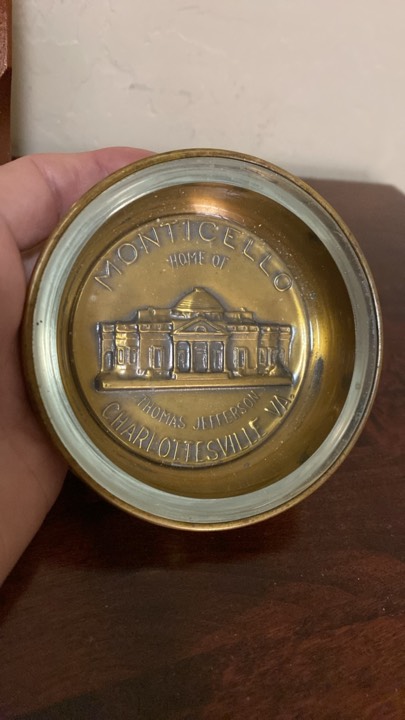 MONTICELLO
HOME OF
THOMAS JEFFERSON
CHARLOTTESVILLE VA.